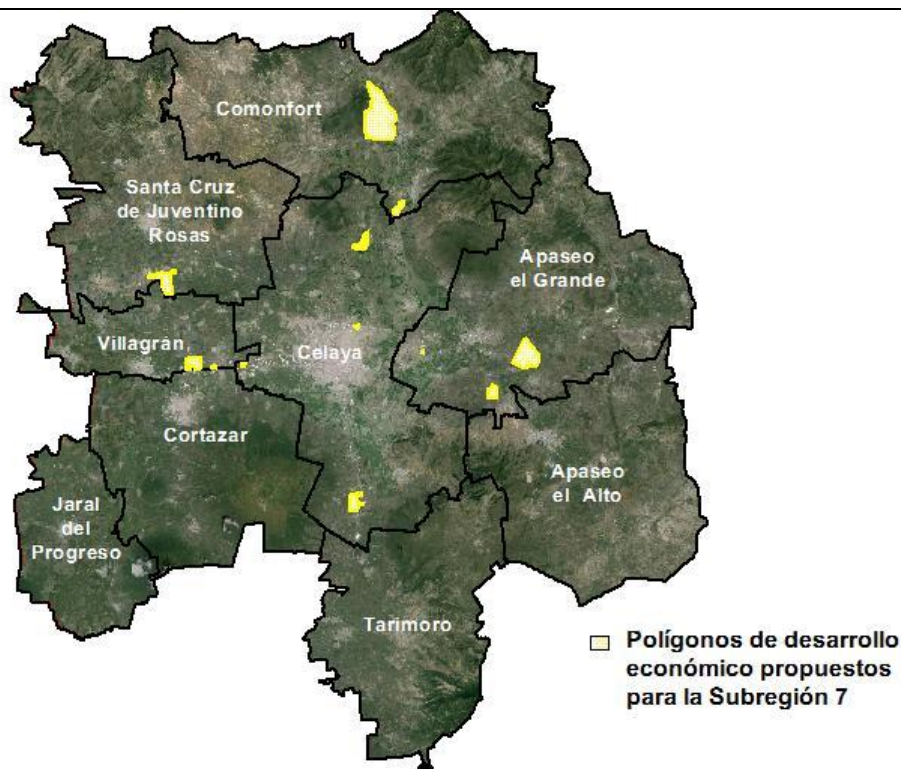 Comonfort
Santa Cruz
de Juventino
Rosas
Apaseo
el Grande
Villagrán
Celaya
Cortazar
Apaseo
el Alto
Jaral
del
Progreso
Tarimoro
Polígonos de desarrollo
económico propuestos
para la Subregión 7